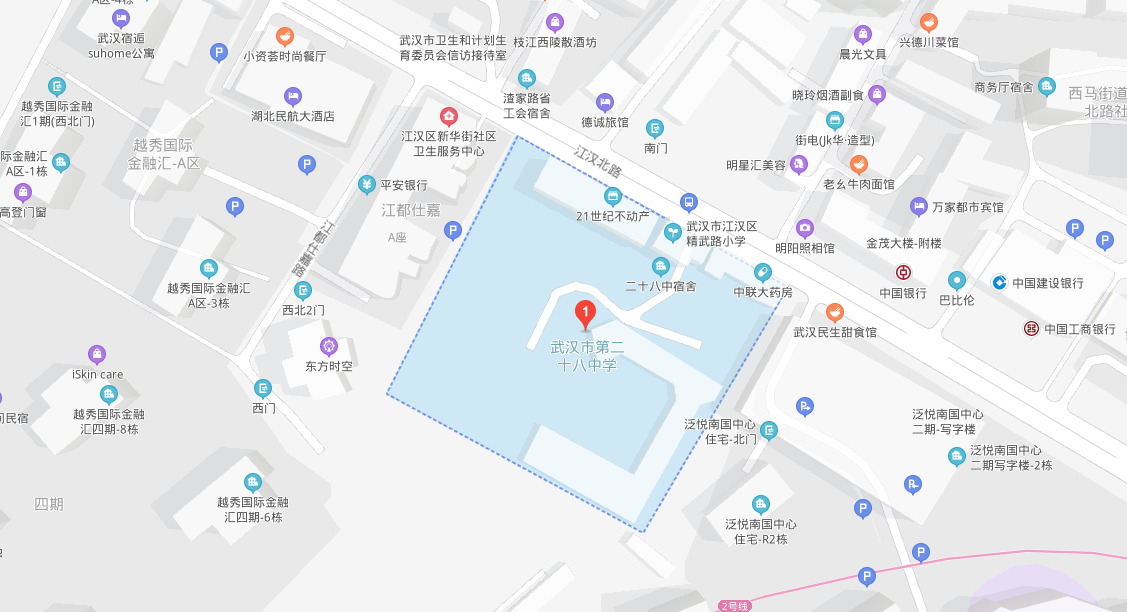 A区-4栋
武汉宿逅
suhome公寓
小资荟时尚餐厅
武汉市卫生和计划生
育委员会信访接待室
枝江西陵散酒坊
晨光文具
兴德川菜馆
越秀国际金融
汇1期(西北门)
湖北民航大酒店
渣家路省
工会宿舍
德诚旅馆
晓玲烟酒副食
商务厅宿舍
西马街道
北路社
江汉区新华街社区
卫生服务中心
南门
街电(Jk华·造型)
越秀国际
金融汇-A区
际金融汇
A区-1栋
江汉北路
明星汇美容
老幺牛肉面馆
平安银行
高登门窗
江都仕嘉
A座
21世纪不动产
武汉市江汉区
精武路小学
万家都市宾馆
明阳照相馆
金茂大楼-附楼
江都仕嘉路
越秀国际金融汇
A区-3栋
二十八中宿舍
中联大药房
中国银行
巴比伦
中国建设银行
西北2门
1
武汉市第二
十八中学
武汉民生甜食馆
中国工商银行
东方时空
iSkin care
越秀国际金融
汇四期-8栋
间民宿
西门
泛悦南国中心
住宅-北门
泛悦南国中心
二期-写字楼
泛悦南国中心
二期写字楼-2栋
四期
越秀国际金融
汇四期-6栋
泛悦南国中心
住宅-R2栋
2号线